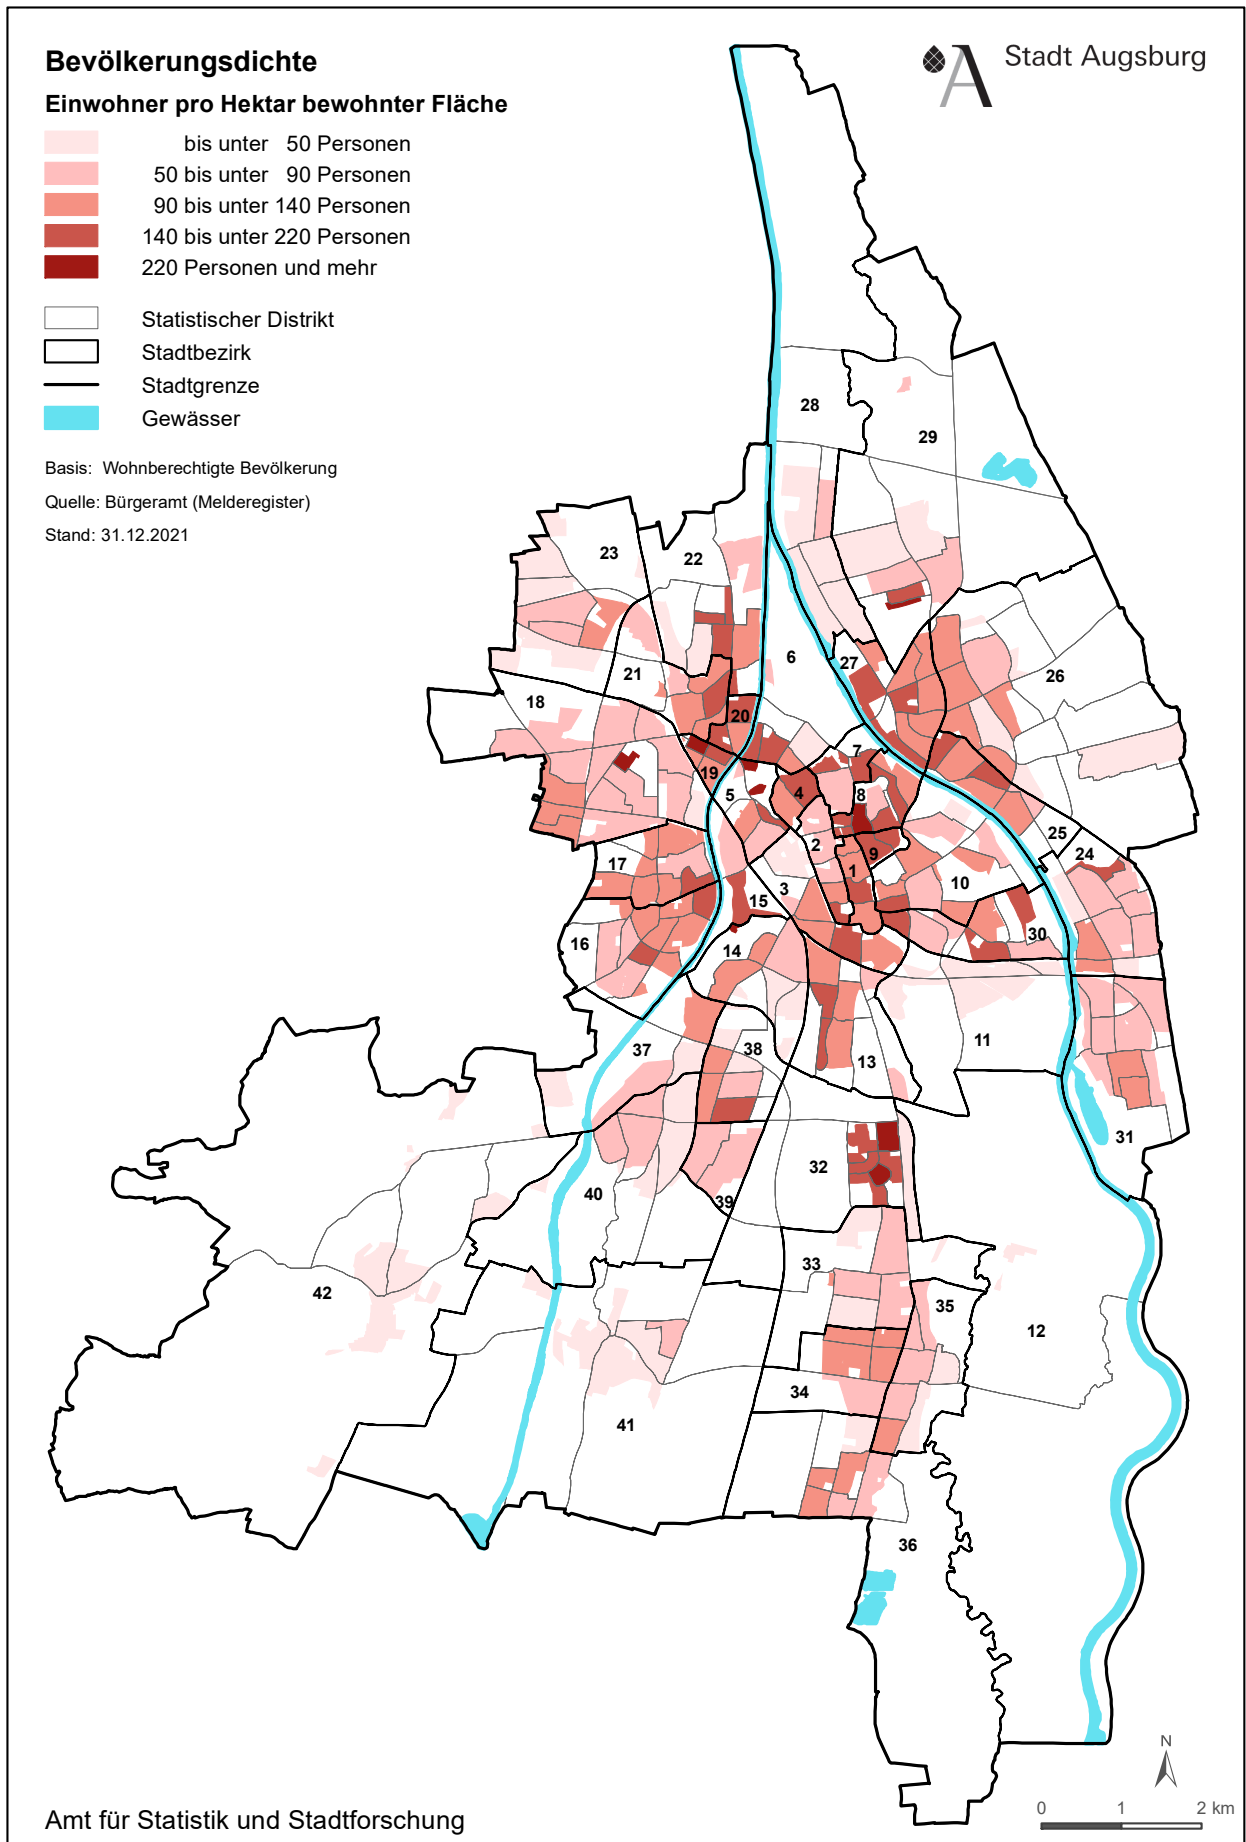 Bevölkerungsdichte
Einwohner pro Hektar bewohnter Fläche
bis unter 50 Personen
50 bis unter 90 Personen
90 bis unter 140 Personen
140 bis unter 220 Personen
220 Personen und mehr
Statistischer Distrikt
Stadtbezirk
Stadtgrenze
Gewässer
Basis: Wohnberechtigte Bevölkerung
Quelle: Bürgeramt (Melderegister)
Stand: 31.12.2021
A Stadt Augsburg
28
29
23
22
6
27
21
26
18
20
7
19
5
4
8
25
2
9
24
17
1
3
10
15
30
16
14
37
38
13
11
31
32
40
39
33
42
35
12
34
41
36
N
0 1 2 km
Amt für Statistik und Stadtforschung